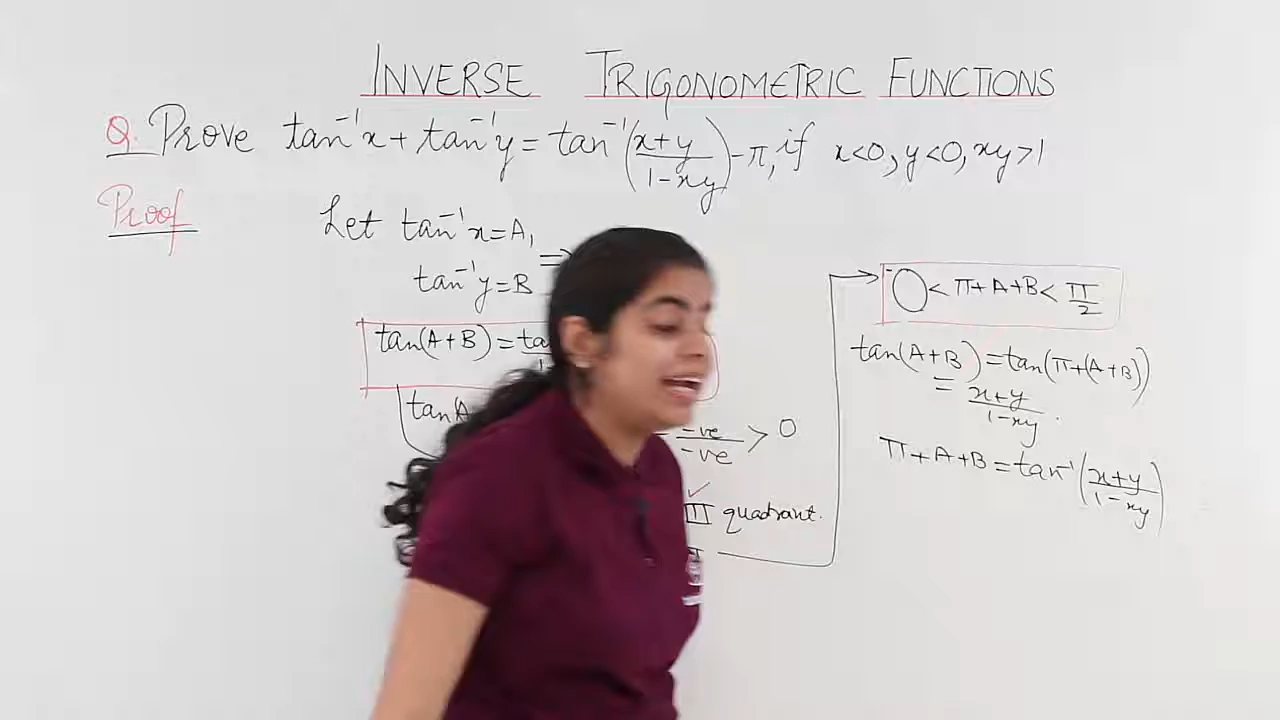 INVERSE TRIGONOMETRIC FUNCTIONS
Q. Prove tan⁻¹x + tan⁻¹y = tan⁻¹(x+y/1-xy) - π, if x<0, y<0, xy>1
Proof
Let tan⁻¹x = A,
tan⁻¹y = B ⇒
tan(A+B) =
tan(A
-ve/-ve > 0
III quadrant.
0 < π+A+B < π/2
tan(A+B) = tan(π+(A+B))
= x+y/1-xy.
π+A+B = tan⁻¹(x+y/1-xy)